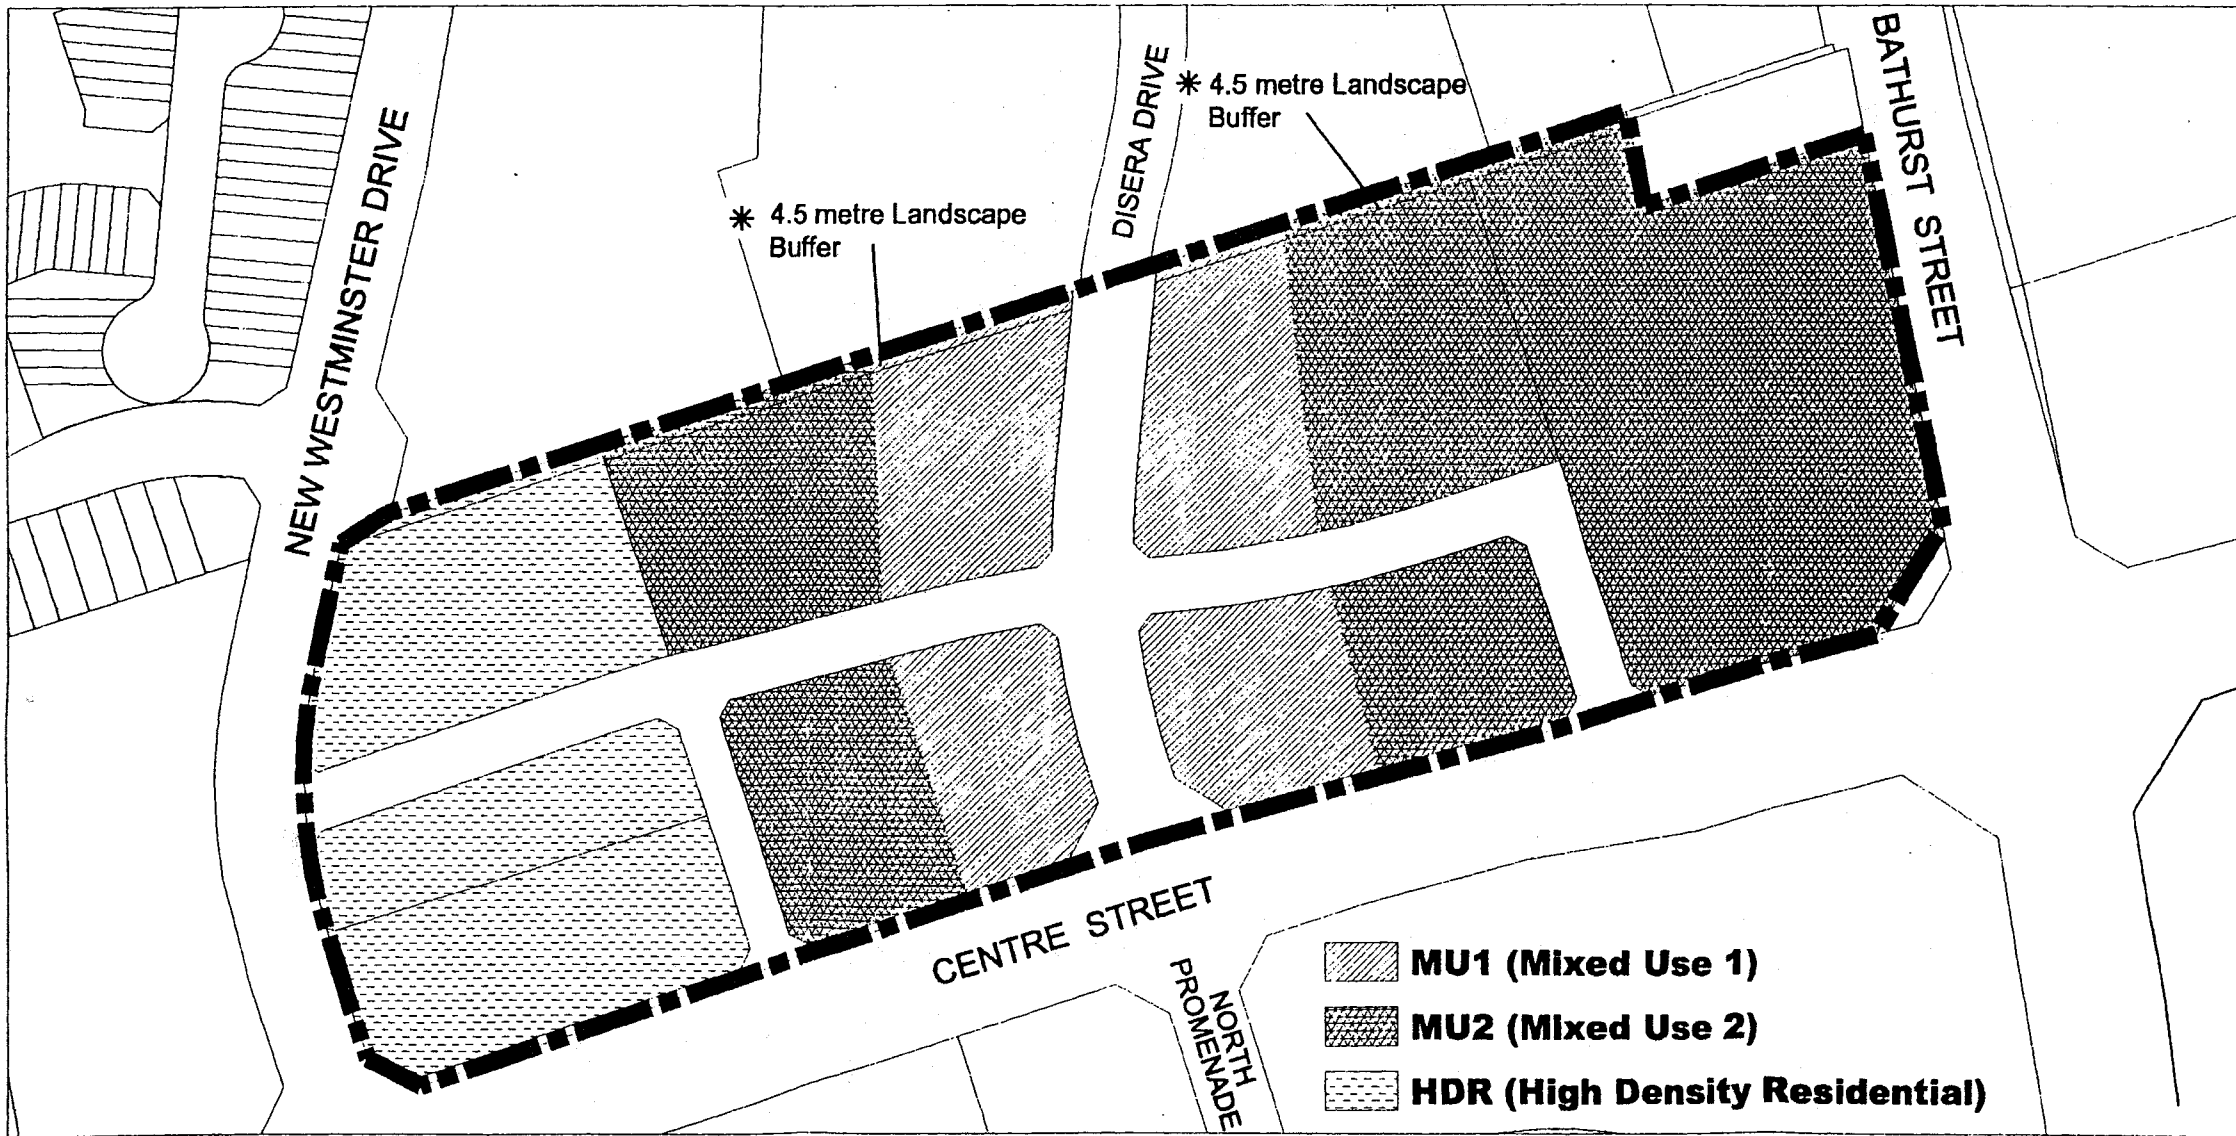 BATHURST STREET
DISERA DRIVE
* 4.5 metre Landscape
Buffer
NEW WESTMINSTER DRIVE
* 4.5 metre Landscape
Buffer
CENTRE STREET
NORTH
PROMENADE
MU1 (Mixed Use 1)
MU2 (Mixed Use 2)
HDR (High Density Residential)